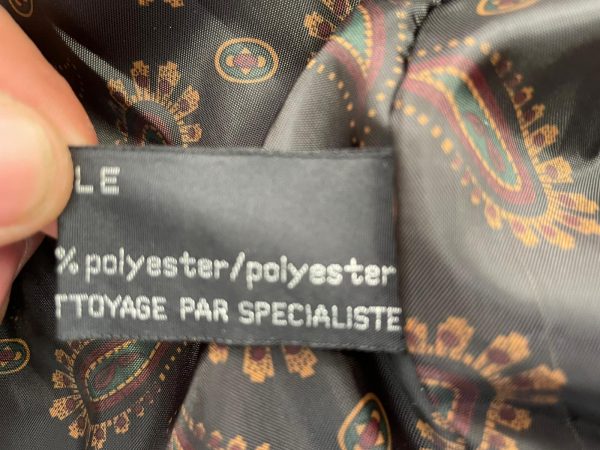 LE
% polyester/polyester
TTOYAGE PAR SPECIALISTE